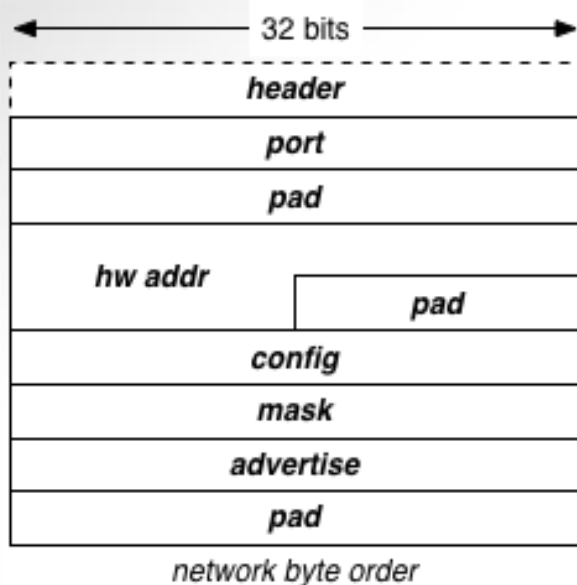 32 bits
header
port
pad
hw addr
pad
config
mask
advertise
pad
network byte order